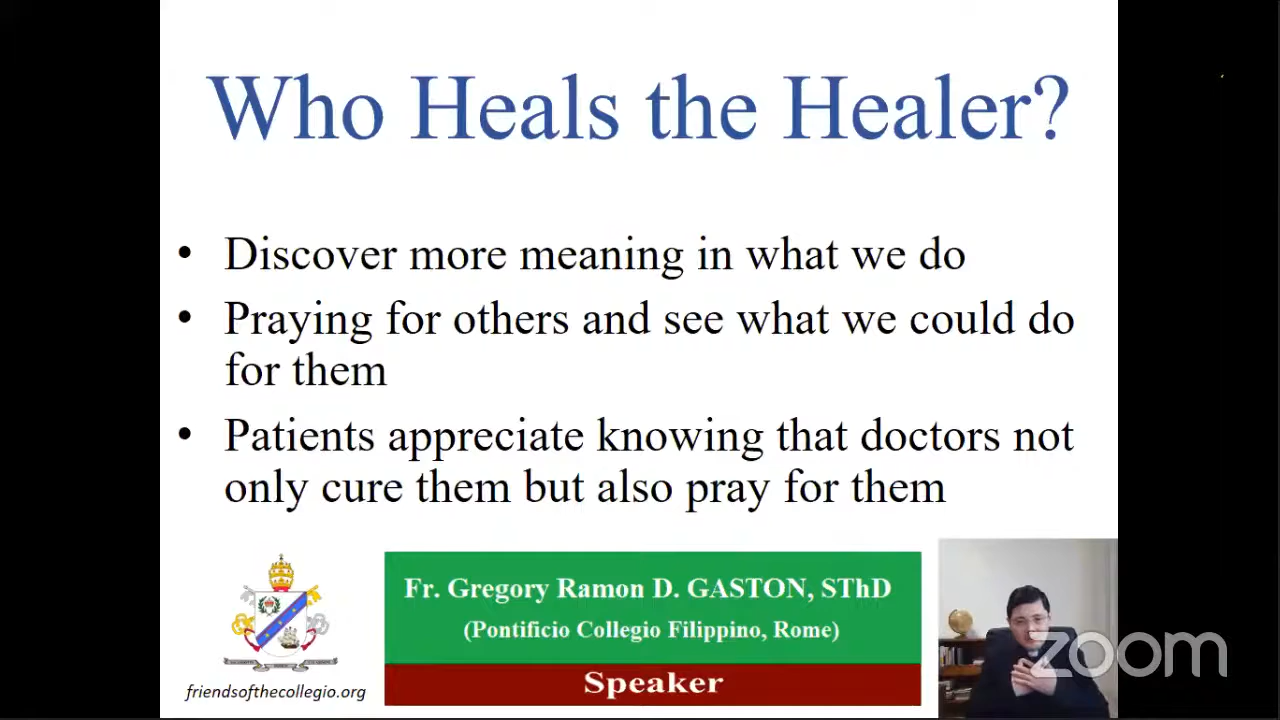 Who Heals the Healer?
• Discover more meaning in what we do
• Praying for others and see what we could do
for them
• Patients appreciate knowing that doctors not
only cure them but also pray for them
Fr. Gregory Ramon D. GASTON, SThD
(Pontificio Collegio Filippino, Rome)
Speaker
friendsofthecollegio.org
zoom